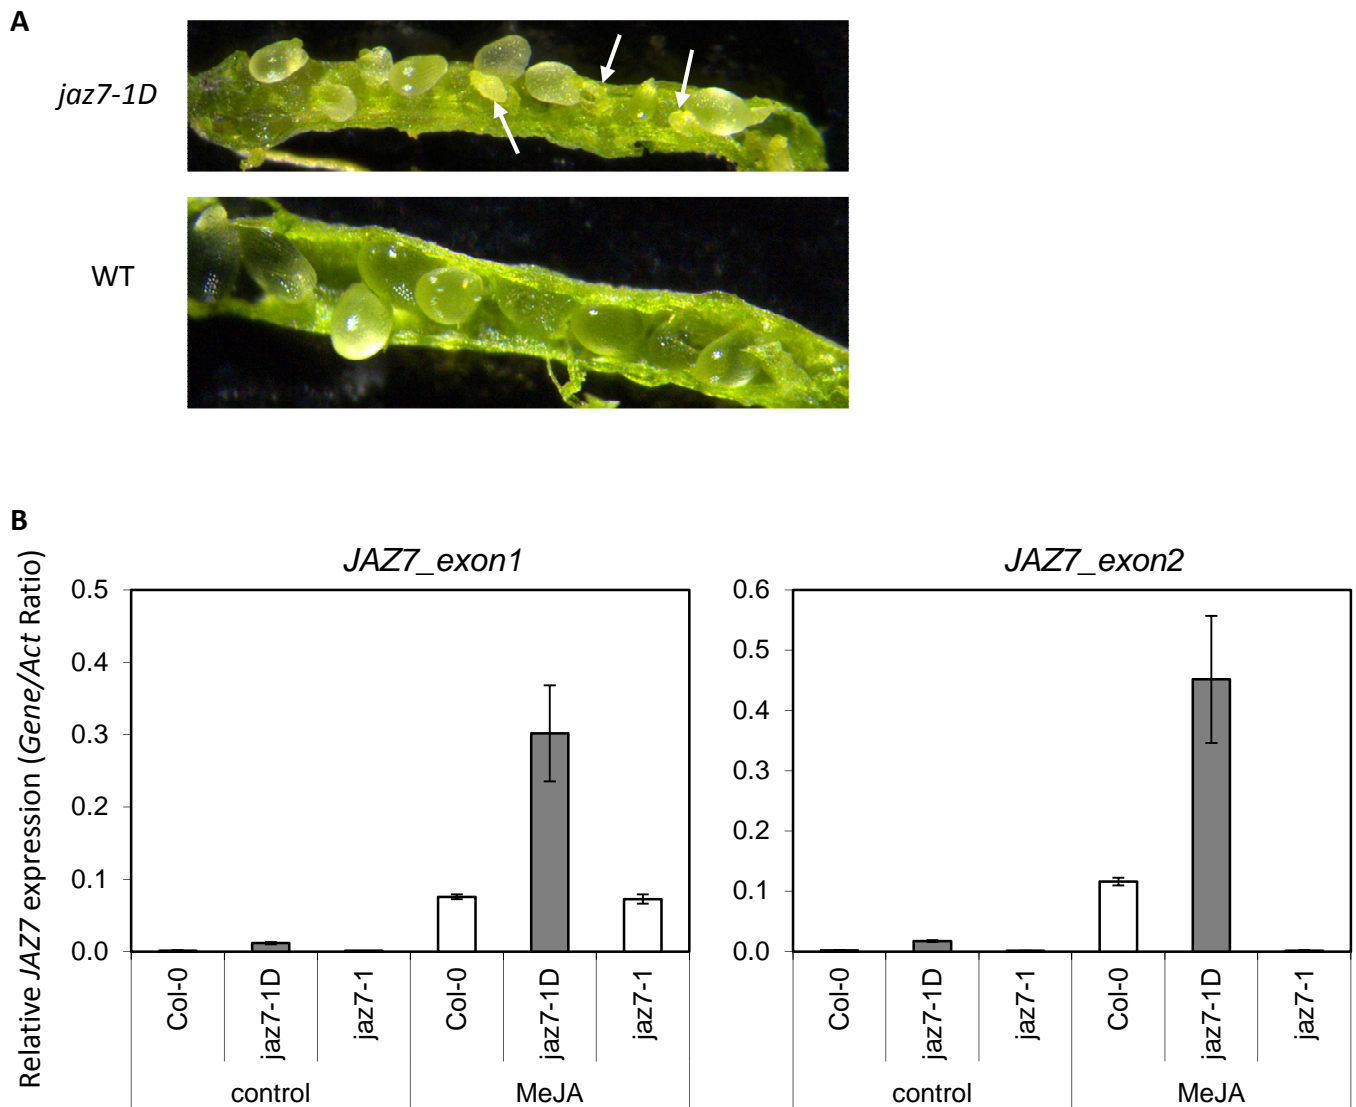 A
jaz7-1D
WT
B
Relative JAZ7 expression (Gene/Act Ratio)
JAZ7_exon1
0.5
0.4
0.3
0.2
0.1
0.0
Col-0
jaz7-1D
jaz7-1
Col-0
jaz7-1D
jaz7-1
control
MeJA
JAZ7_exon2
0.6
0.5
0.4
0.3
0.2
0.1
0.0
Col-0
jaz7-1D
jaz7-1
Col-0
jaz7-1D
jaz7-1
control
MeJA